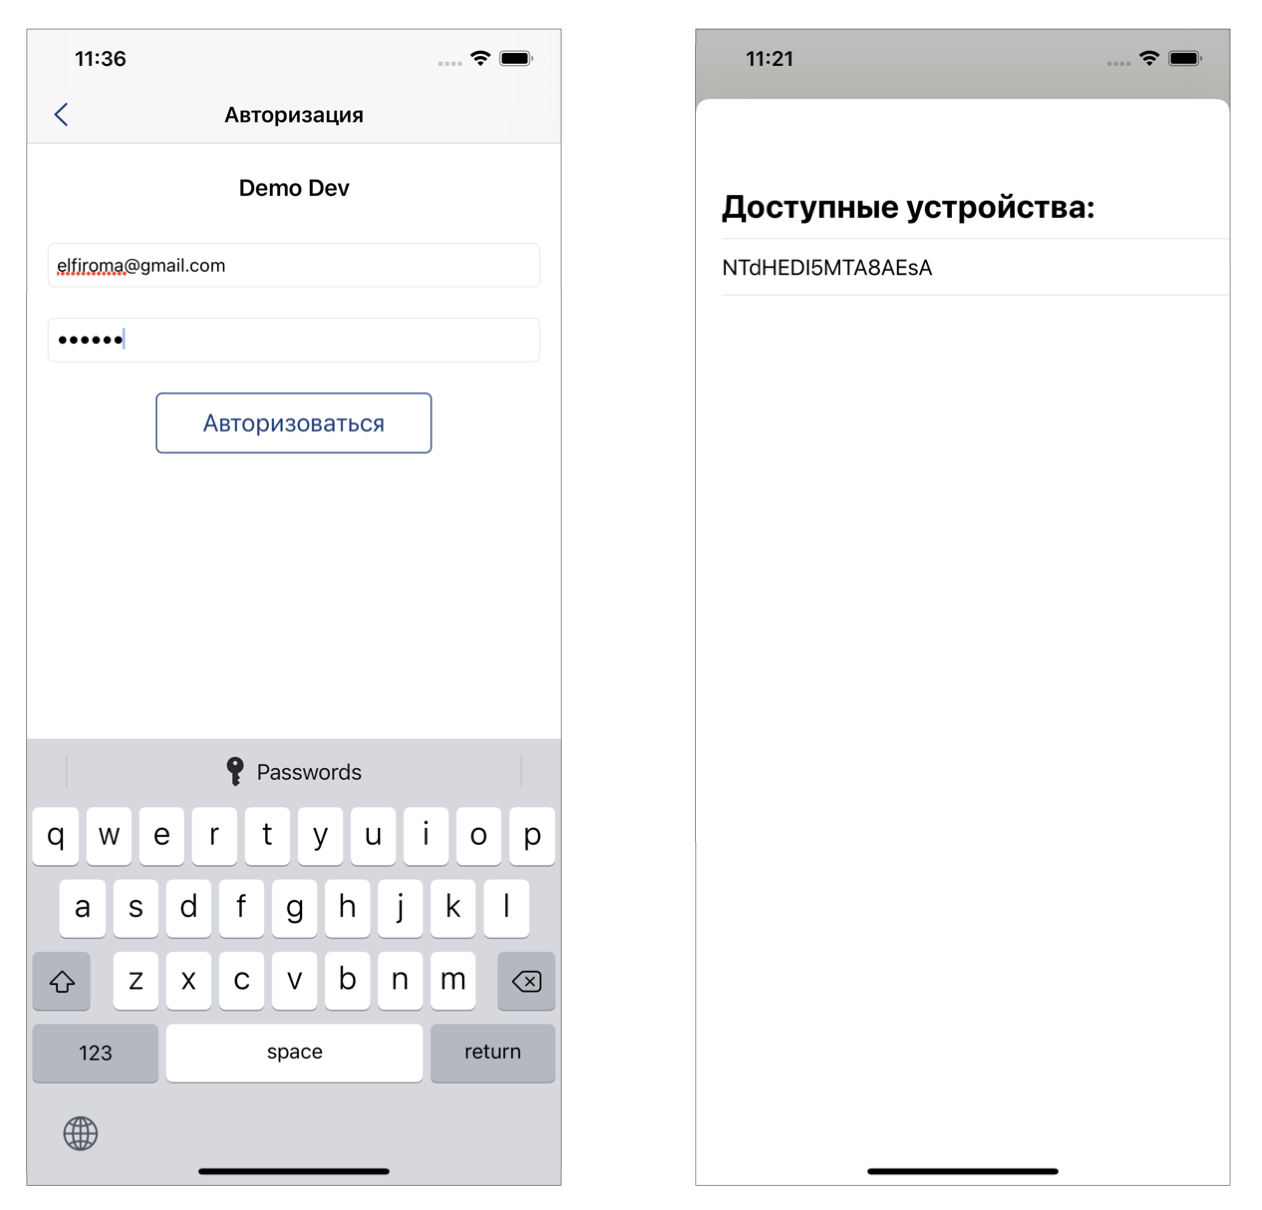 11:36
Авторизация
Demo Dev
elfiroma@gmail.com
••••••
Авторизоваться
Passwords
q w e r t y u i o p
a s d f g h j k l
z x c v b n m
123 space return
11:21
Доступные устройства:
NTdHEDI5MTA8AEsA